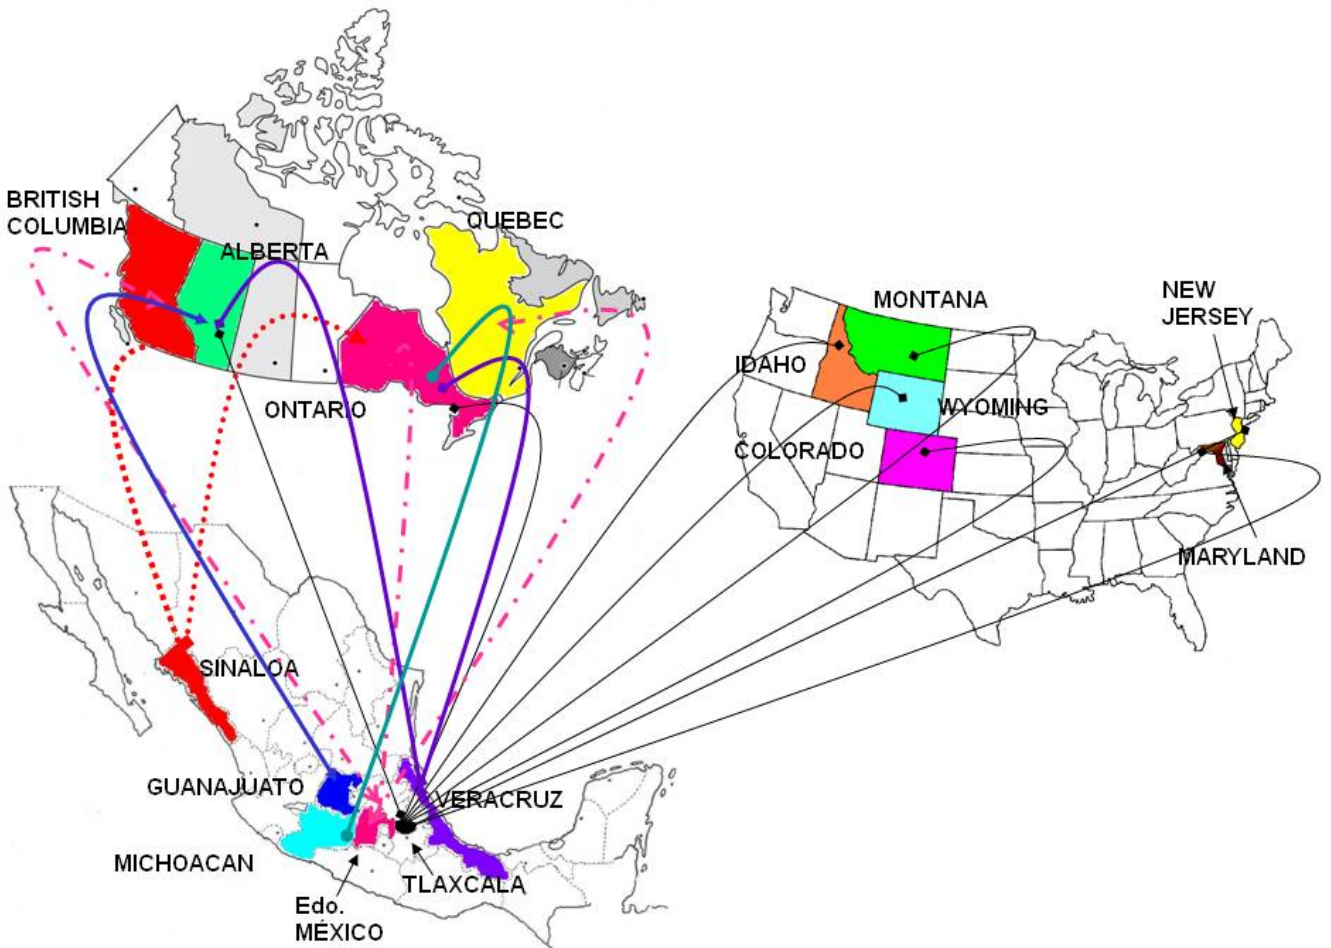 BRITISH
COLUMBIA
ALBERTA
QUEBEC
ONTARIO
MONTANA
NEW
JERSEY
IDAHO
WYOMING
COLORADO
MARYLAND
SINALOA
GUANAJUATO
VERACRUZ
MICHOACAN
TLAXCALA
Edo.
MÉXICO